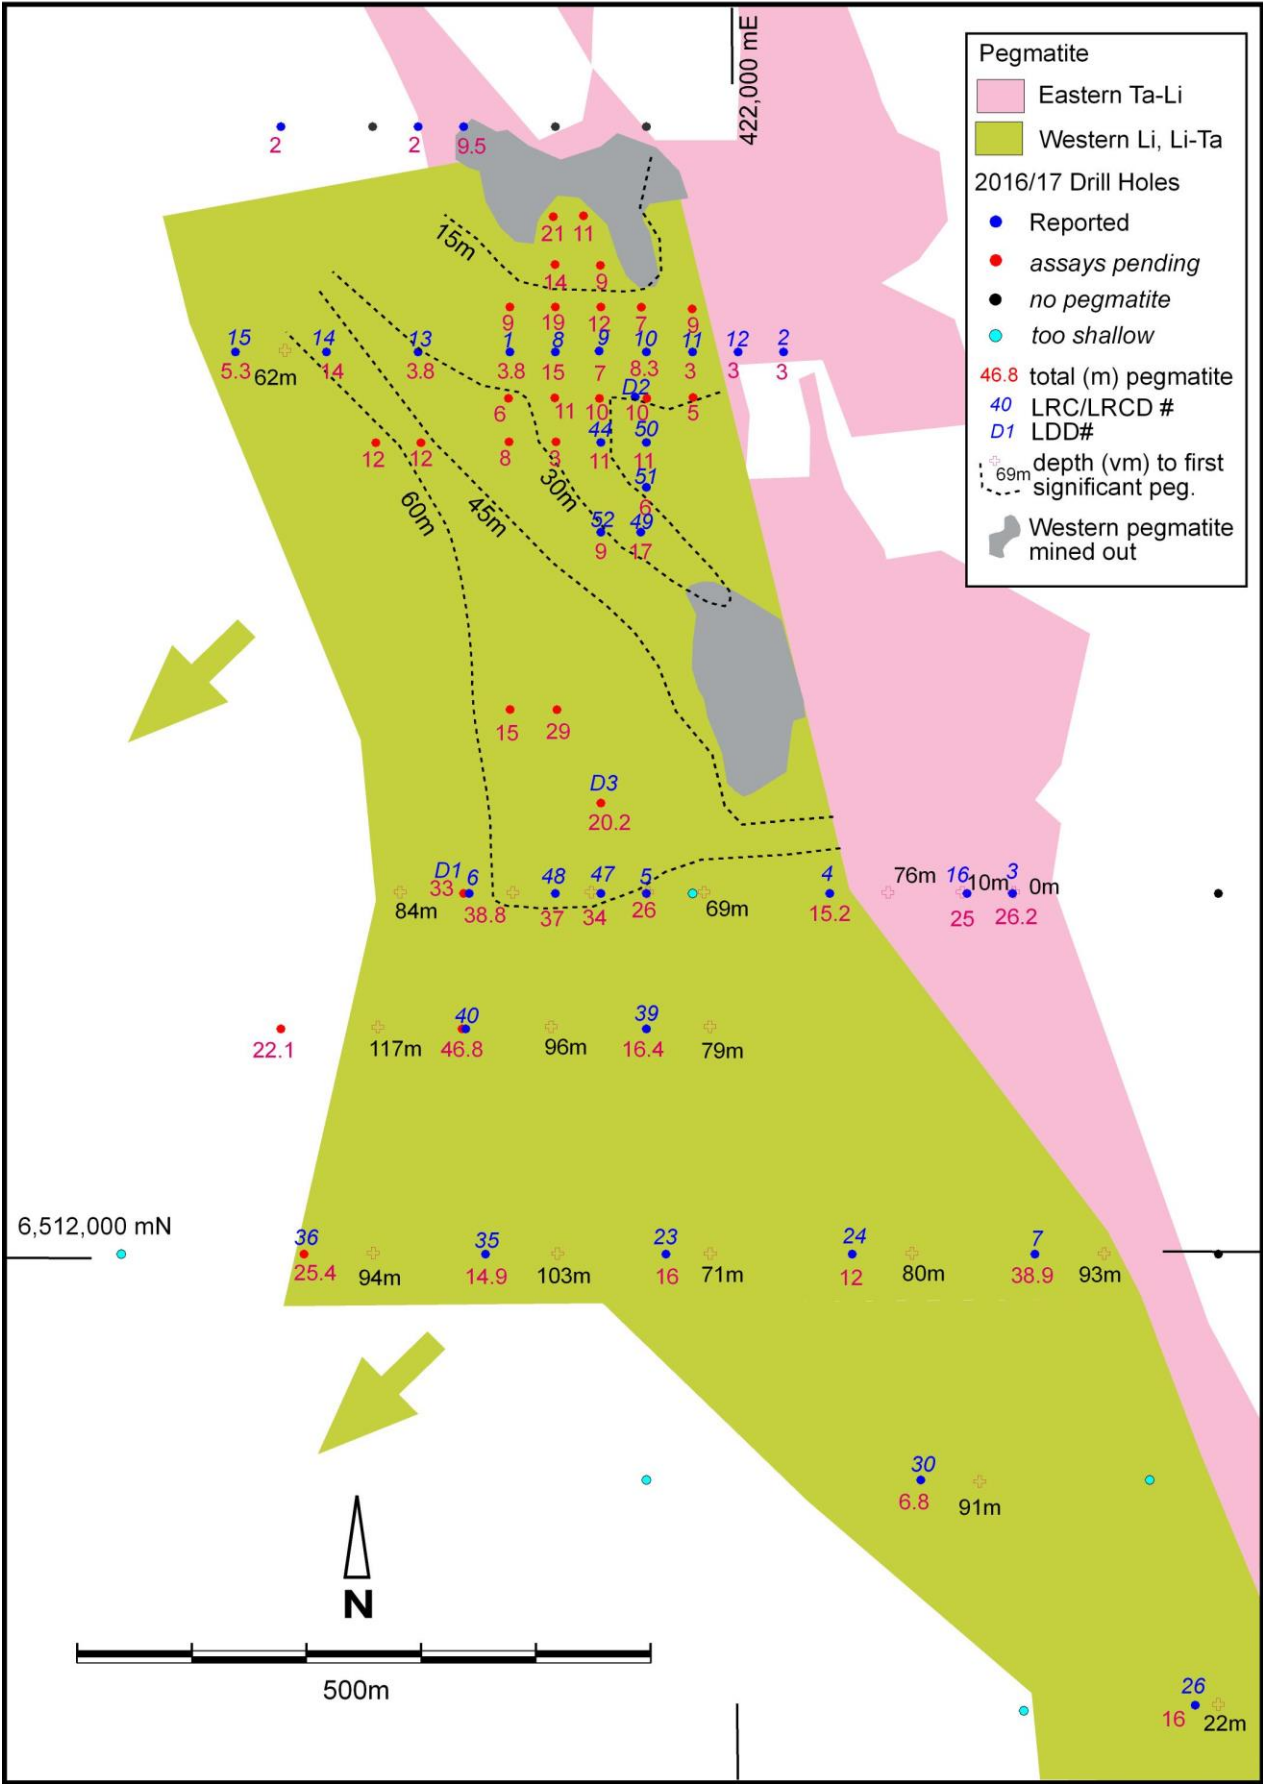 422,000 mE
Pegmatite
Eastern Ta-Li
Western Li, Li-Ta
2016/17 Drill Holes
Reported
assays pending
no pegmatite
too shallow
46.8 total (m) pegmatite
40 LRC/LRCD #
D1 LDD#
69m depth (vm) to first
significant peg.
Western pegmatite
mined out
2 2 9.5
21 11
15m
14 9
9 19 12 7 9
15 14 13 1 8 9 10 11 12 2
5.3 62m 14 3.8 3.8 15 7 8.3 3 3 3
D2
6 11 10 10 5
44 50
12 12 8 3 11 11
51
60m 45m 30m 6
52 49
9 17
15 29
D3
20.2
D1 6 48 47 5 4 76m 16 10m 3 0m
33
84m 38.8 37 34 26 69m 15.2 25 26.2
40 39
22.1 117m 46.8 96m 16.4 79m
6,512,000 mN
36 35 23 24 7
25.4 94m 14.9 103m 16 71m 12 80m 38.9 93m
30
6.8 91m
N
500m
26
16 22m